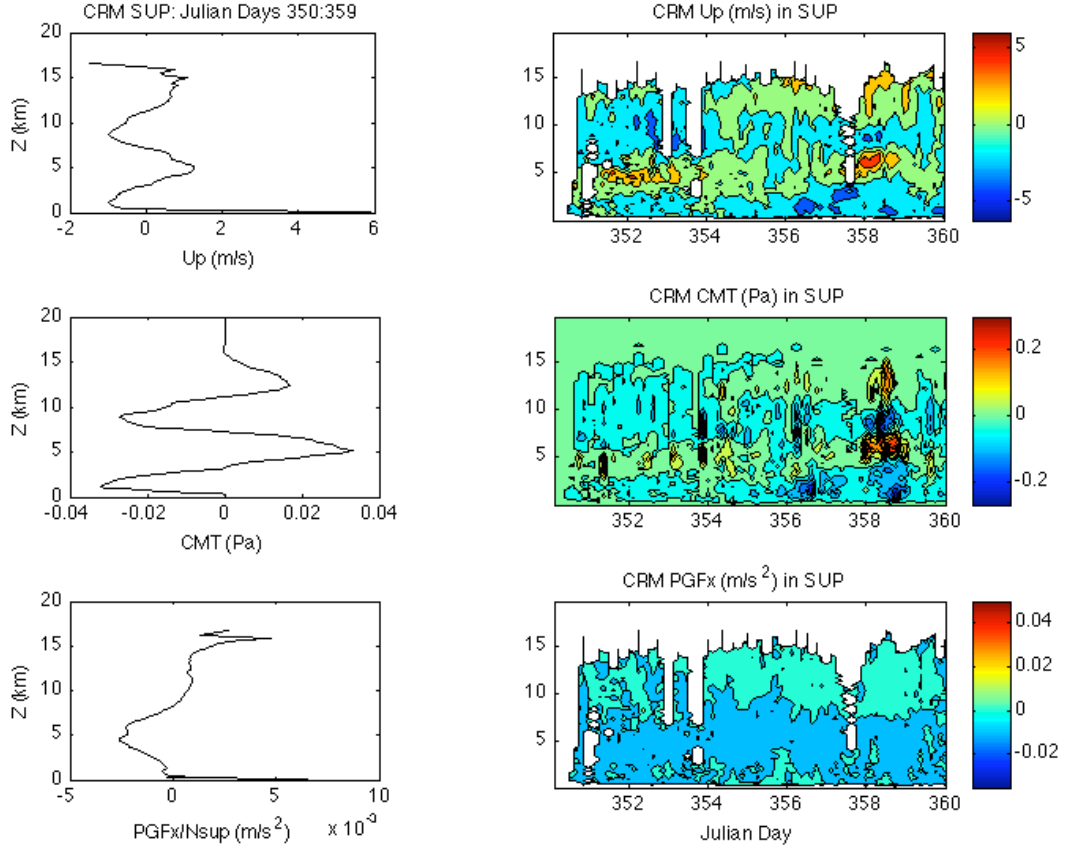 CRM SUP: Julian Days 350:359
20
15
10
5
0
Z (km)
-2 0 2 4 6
Up (m/s)
CRM Up (m/s) in SUP
15
10
5
352 354 356 358 360
5
0
-5
20
15
10
5
0
Z (km)
-0.04 -0.02 0 0.02 0.04
CMT (Pa)
CRM CMT (Pa) in SUP
15
10
5
352 354 356 358 360
0.2
0
-0.2
20
15
10
5
0
Z (km)
-5 0 5 10
PGFx/Nsup (m/s²)
CRM PGFx (m/s²) in SUP
15
10
5
352 354 356 358 360
Julian Day
0.04
0.02
0
-0.02